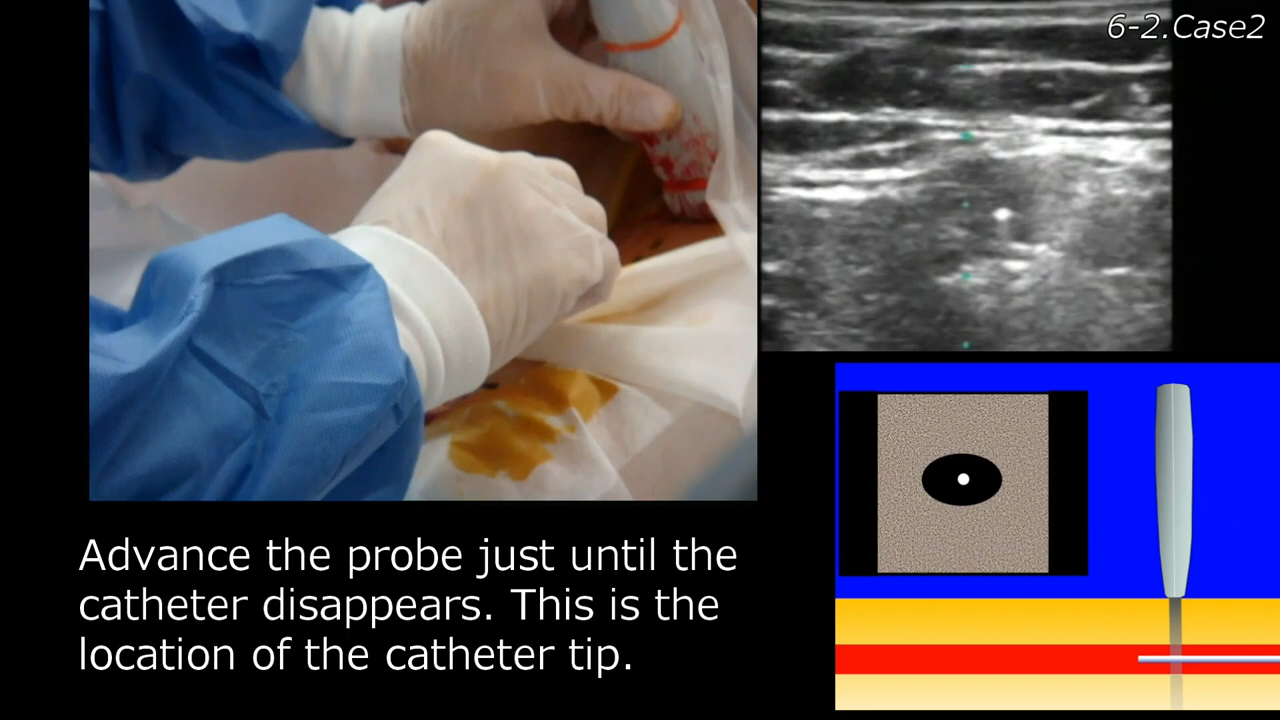 6-2.Case2
Advance the probe just until the
catheter disappears. This is the
location of the catheter tip.